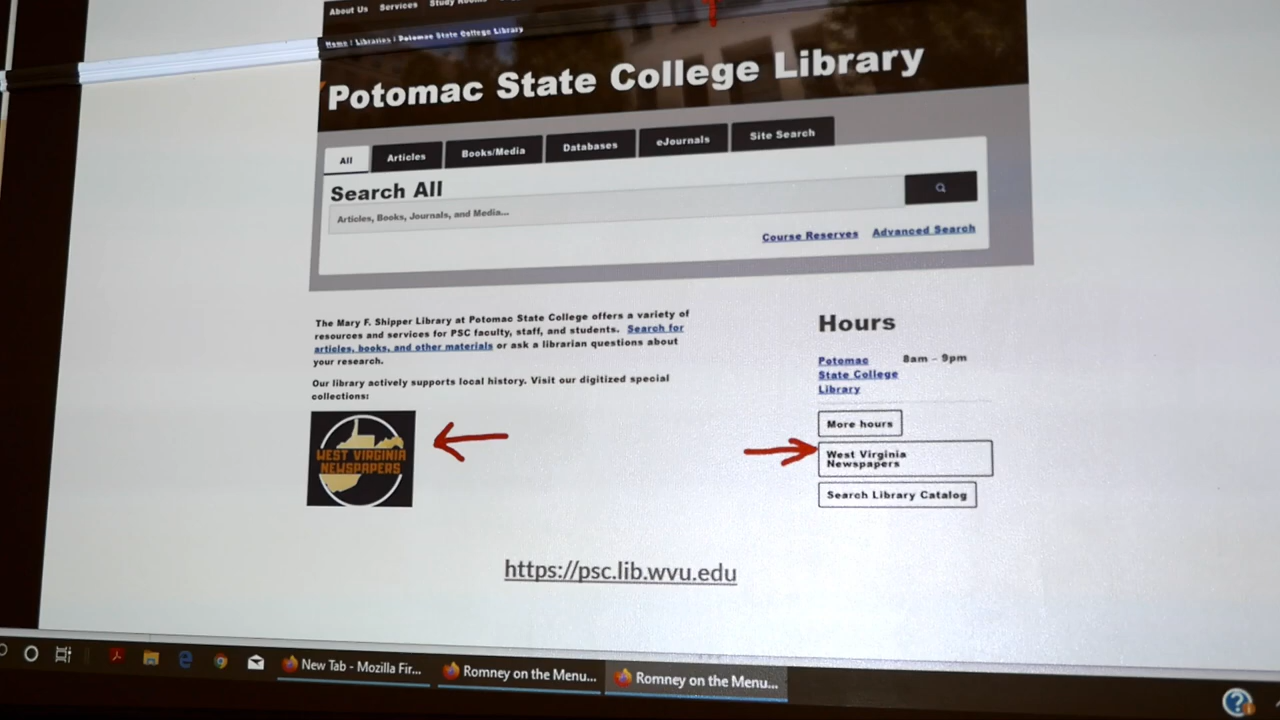 About Us Services Study Rooms
Home / Libraries / Potomac State College Library
Potomac State College Library
All Articles Books/Media Databases eJournals Site Search
Search All
Articles, Books, Journals, and Media...
Course Reserves Advanced Search
The Mary F. Shipper Library at Potomac State College offers a variety of
resources and services for PSC faculty, staff, and students. Search for
articles, books, and other materials or ask a librarian questions about
your research.
Our library actively supports local history. Visit our digitized special
collections:
WEST VIRGINIA
NEWSPAPERS
Hours
Potomac 8am – 9pm
State College
Library
More hours
West Virginia
Newspapers
Search Library Catalog
https://psc.lib.wvu.edu
New Tab - Mozilla Fir... Romney on the Menu... Romney on the Menu...